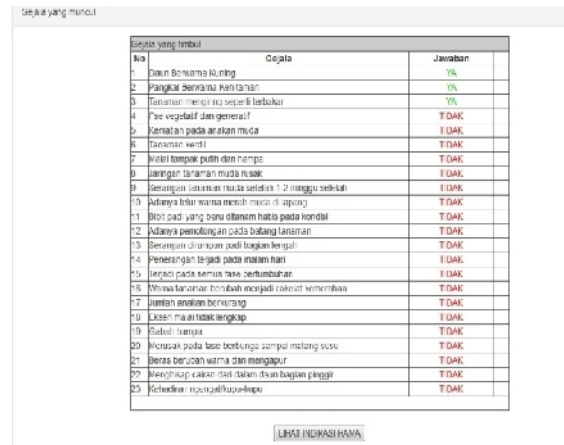 Gejala yang muncul
Gejala yang timbul
No Gejala Jawaban
1 Daun Berwarna Kuning YA
2 Pangkal Berwarna Kehitaman YA
3 Tanaman mengering seperti terbakar YA
4 Fse vegetatif dan generatif TIDAK
5 Kematian pada anakan muda TIDAK
6 Tanaman kerdil TIDAK
7 Malai tampak putih dan hampa TIDAK
8 Jaringan tanaman muda rusak TIDAK
9 Serangan tanaman muda setelah 1-2 minggu setelah TIDAK
10 Adanya telur warna merah muda di lapang TIDAK
11 Bibit padi yang baru ditanam habis pada kondisi TIDAK
12 Adanya pemotongan pada batang tanaman TIDAK
13 Serangan dirumpun padi bagian tengah TIDAK
14 Penerangan terjadi pada malam hari TIDAK
15 Terjadi pada semua fase pertumbuhan TIDAK
16 Warna tanaman berubah menjadi cokelat kemerahan TIDAK
17 Jumlah anakan berkurang TIDAK
18 Eksen malai tidak lengkap TIDAK
19 Gabah hampa TIDAK
20 Merusak pada fase berbunga sampai matang susu TIDAK
21 Beras berubah warna dan mengapur TIDAK
22 Menghisap cairan dari dalam daun bagian pinggir TIDAK
23 Kehadiran ngengat/kupu-kupu TIDAK
LIHAT INDIKASI HAMA